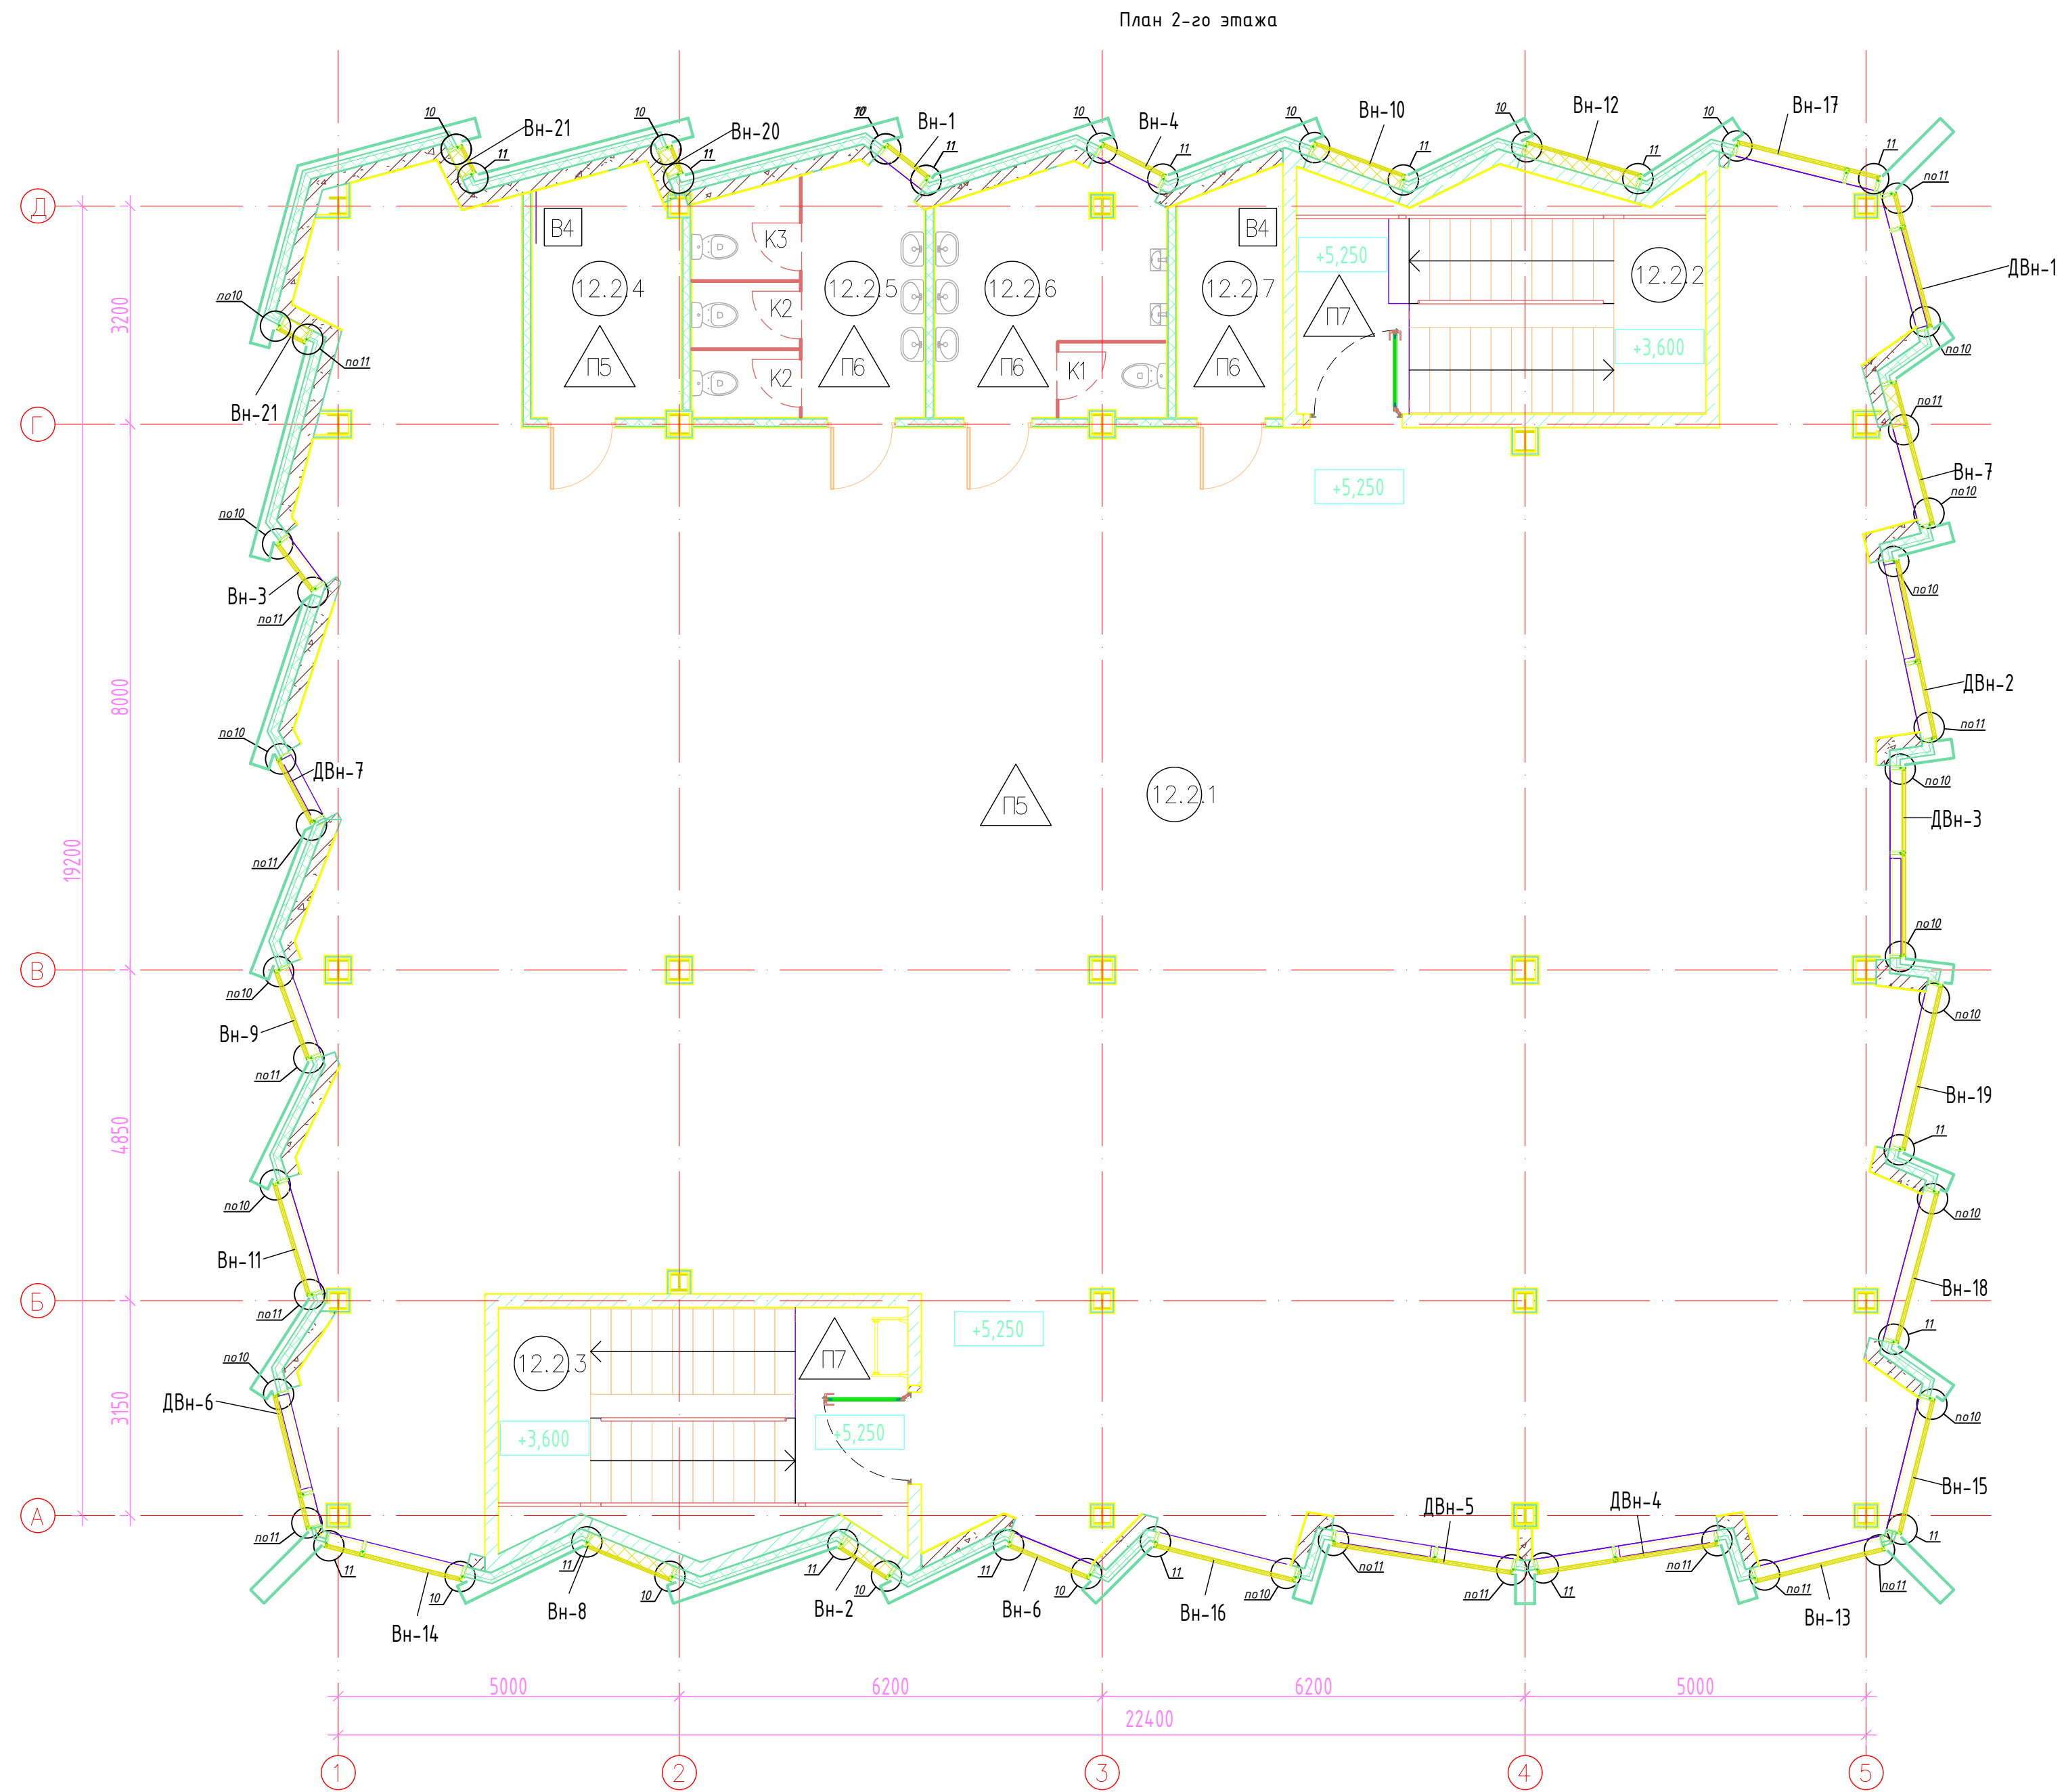 План 2-го этажа
10
Вн-21
11
10
Вн-20
11
10
Вн-1
11
10
Вн-4
11
10
Вн-10
11
10
Вн-12
11
10
Вн-17
11
по11
Д
В4
К3
12.2.4
12.2.5
12.2.6
12.2.7
В4
+5,250
12.2.2
ДВн-1
3200
по10
по11
Вн-21
П5
К2
П6
П6
К2
К1
П6
П7
+3,600
по10
Г
по11
Вн-7
по10
+5,250
по10
Вн-3
по11
по10
8000
по10
ДВн-7
по11
ДВн-2
по11
по10
П5
12.2.1
ДВн-3
19200
по10
В
по10
Вн-9
по11
по10
Вн-19
11
4850
по10
Вн-11
по11
по10
Вн-18
11
Б
+5,250
12.2.3
П7
по10
ДВн-6
3150
+3,600
+5,250
по10
Вн-15
11
А
по11
11
Вн-14
10
11
Вн-8
10
11
Вн-2
10
11
Вн-6
10
11
Вн-16
по10
по11
ДВн-5
по11
11
ДВн-4
по11
по11
Вн-13
по11
5000
6200
6200
5000
22400
1
2
3
4
5